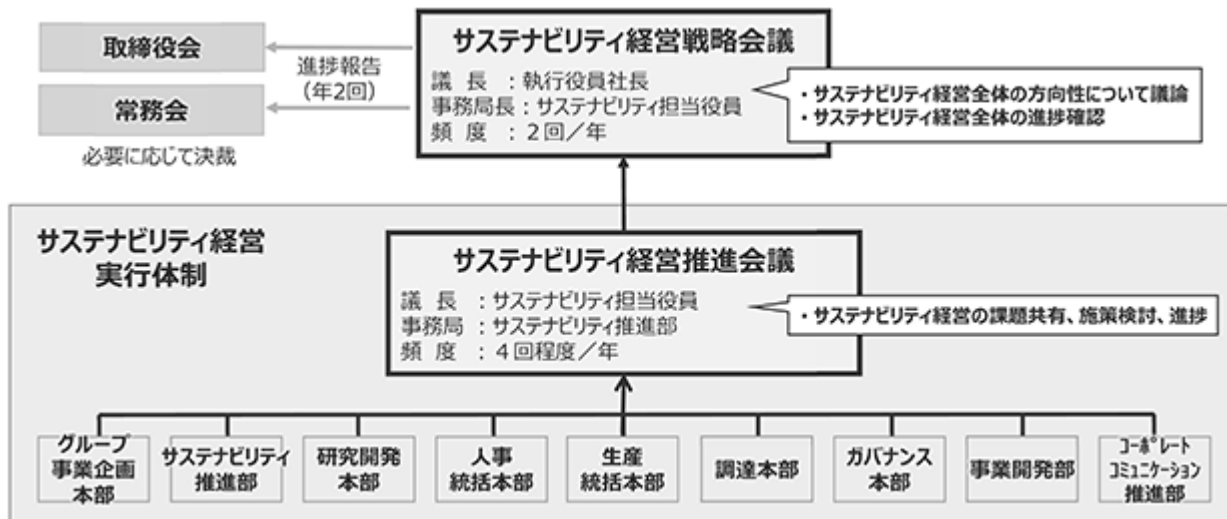 取締役会
常務会
必要に応じて決裁
進捗報告
(年2回)
サステナビリティ経営戦略会議
議 長 :執行役員社長
事務局長:サステナビリティ担当役員
頻 度 :2回/年
・サステナビリティ経営全体の方向性について議論
・サステナビリティ経営全体の進捗確認
サステナビリティ経営
実行体制
サステナビリティ経営推進会議
議 長 :サステナビリティ担当役員
事務局 :サステナビリティ推進部
頻 度 :4回程度/年
・サステナビリティ経営の課題共有、施策検討、進捗
グループ
事業企画
本部
サステナビリティ
推進部
研究開発
本部
人事
統括本部
生産
統括本部
調達本部
ガバナンス
本部
事業開発部
コーポレート
コミュニケーション
推進部